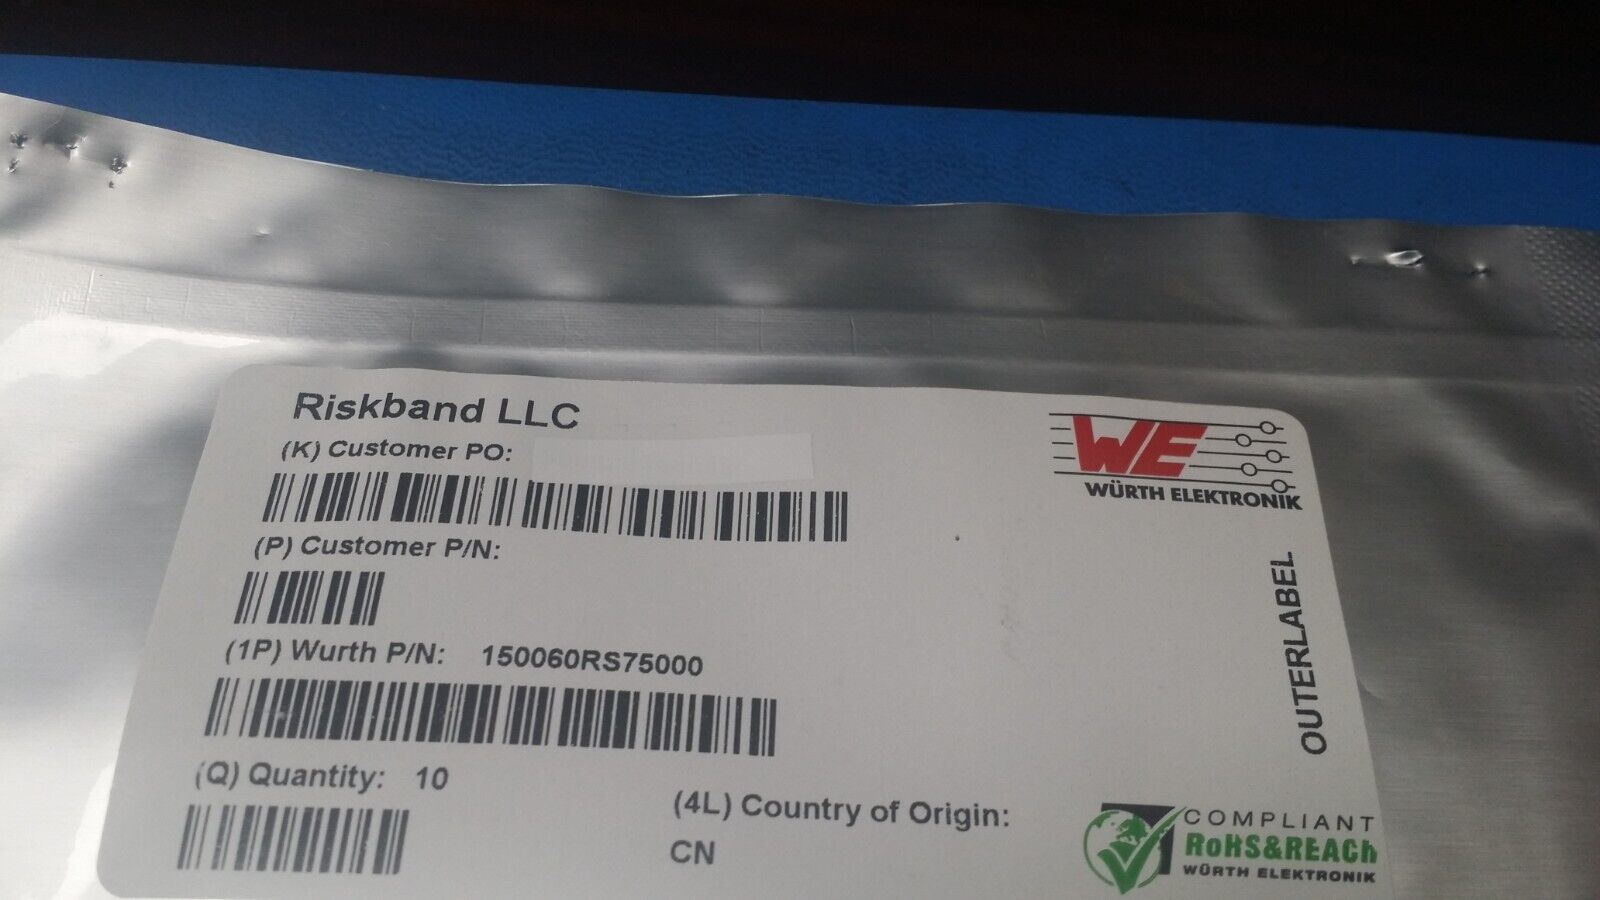 Riskband LLC
(K) Customer PO:
(P) Customer P/N:
(1P) Wurth P/N: 150060RS75000
(Q) Quantity: 10
(4L) Country of Origin:
CN
WE
WÜRTH ELEKTRONIK
OUTERLABEL
COMPLIANT
RoHS&REACh
WÜRTH ELEKTRONIK